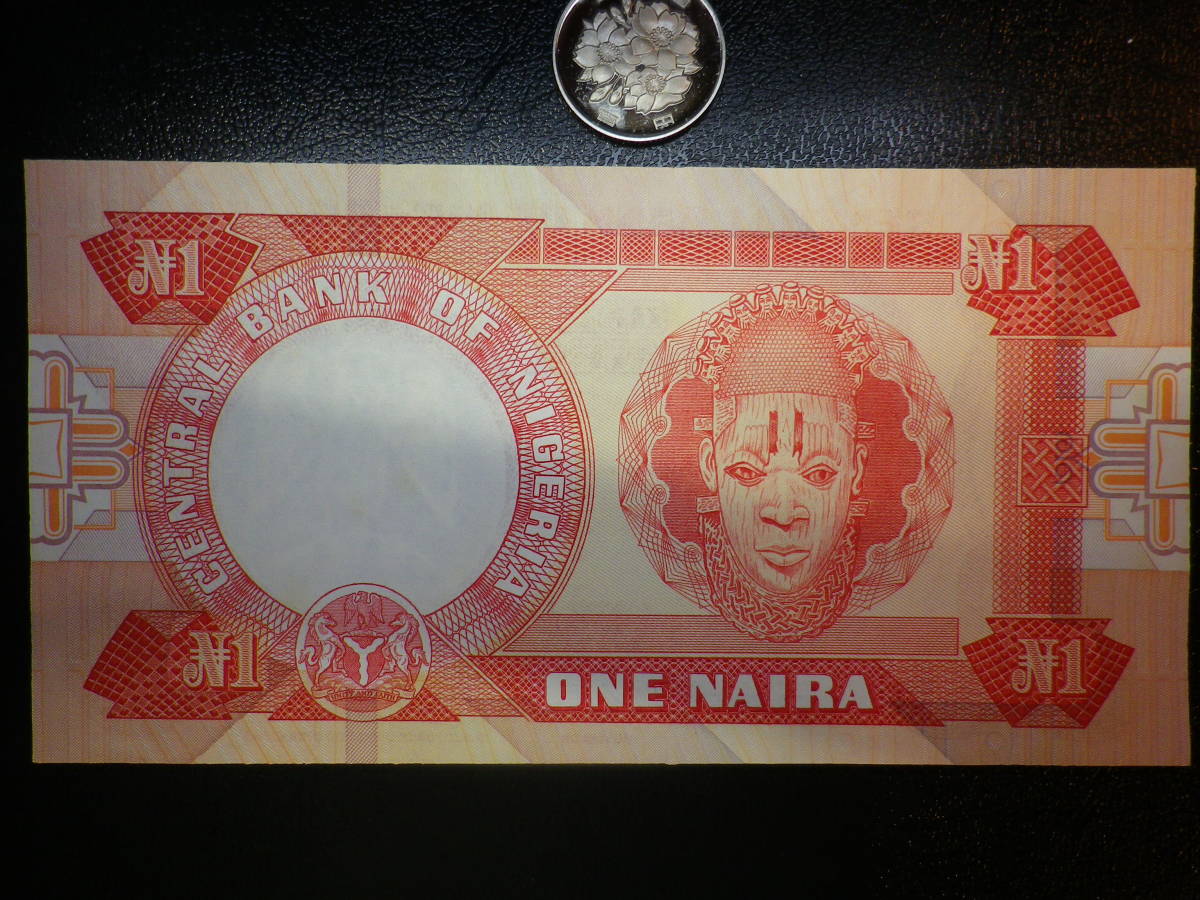 ₦1
CENTRAL BANK OF NIGERIA
₦1
₦1
ONE NAIRA
₦1